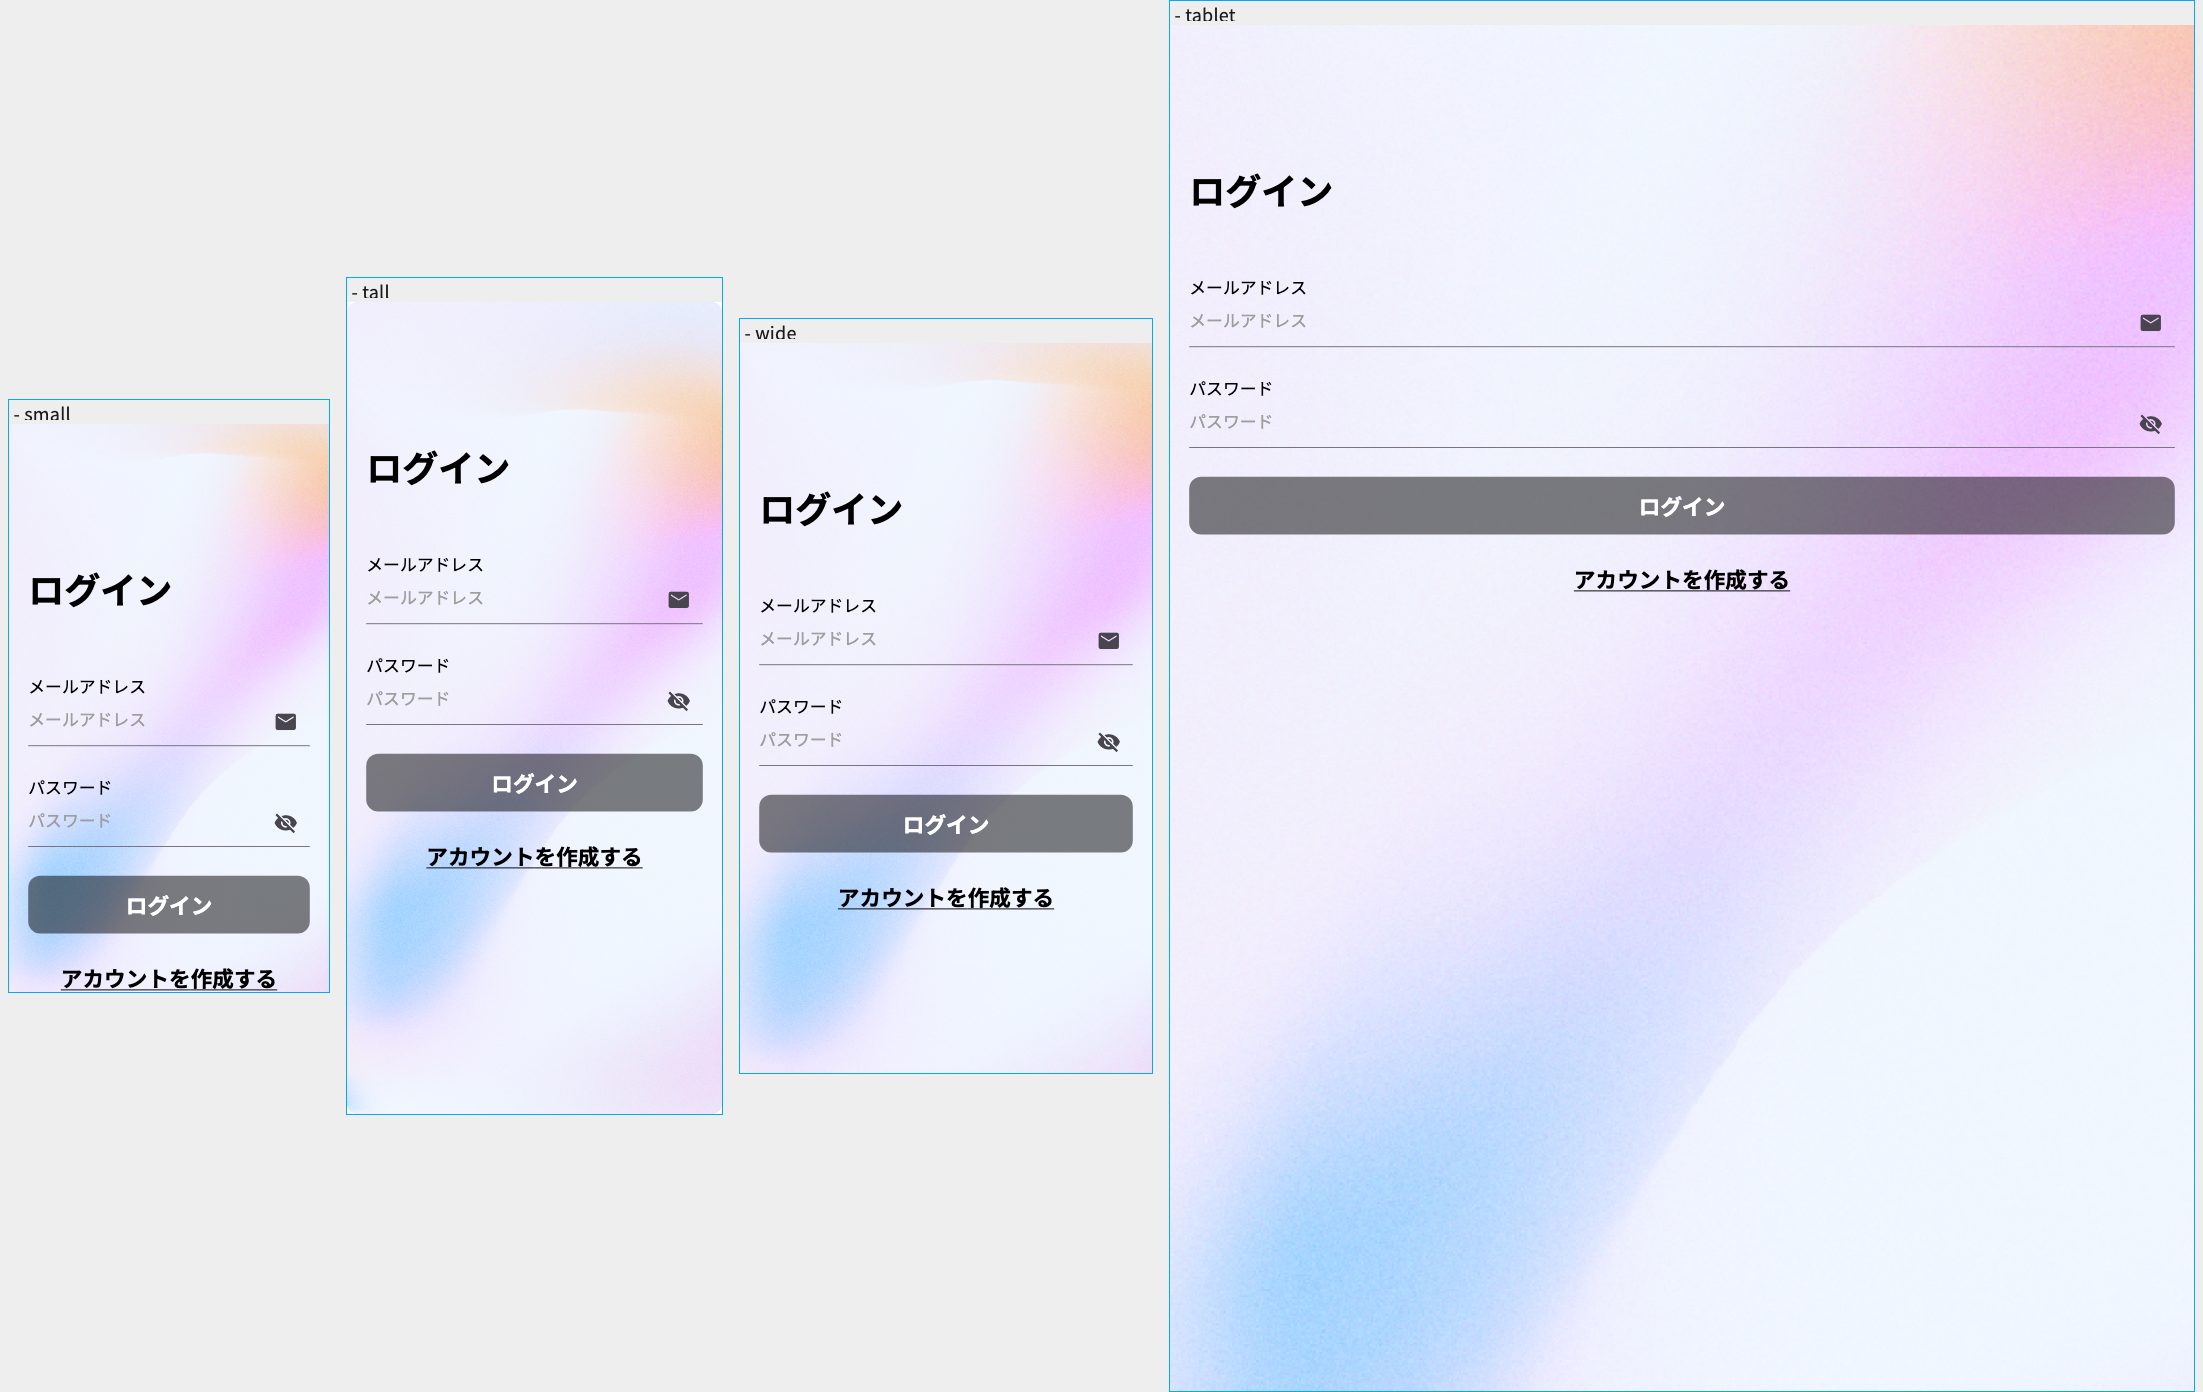 - small
ログイン
メールアドレス
メールアドレス
パスワード
パスワード
ログイン
アカウントを作成する
- tall
ログイン
メールアドレス
メールアドレス
パスワード
パスワード
ログイン
アカウントを作成する
- wide
ログイン
メールアドレス
メールアドレス
パスワード
パスワード
ログイン
アカウントを作成する
- tablet
ログイン
メールアドレス
メールアドレス
パスワード
パスワード
ログイン
アカウントを作成する